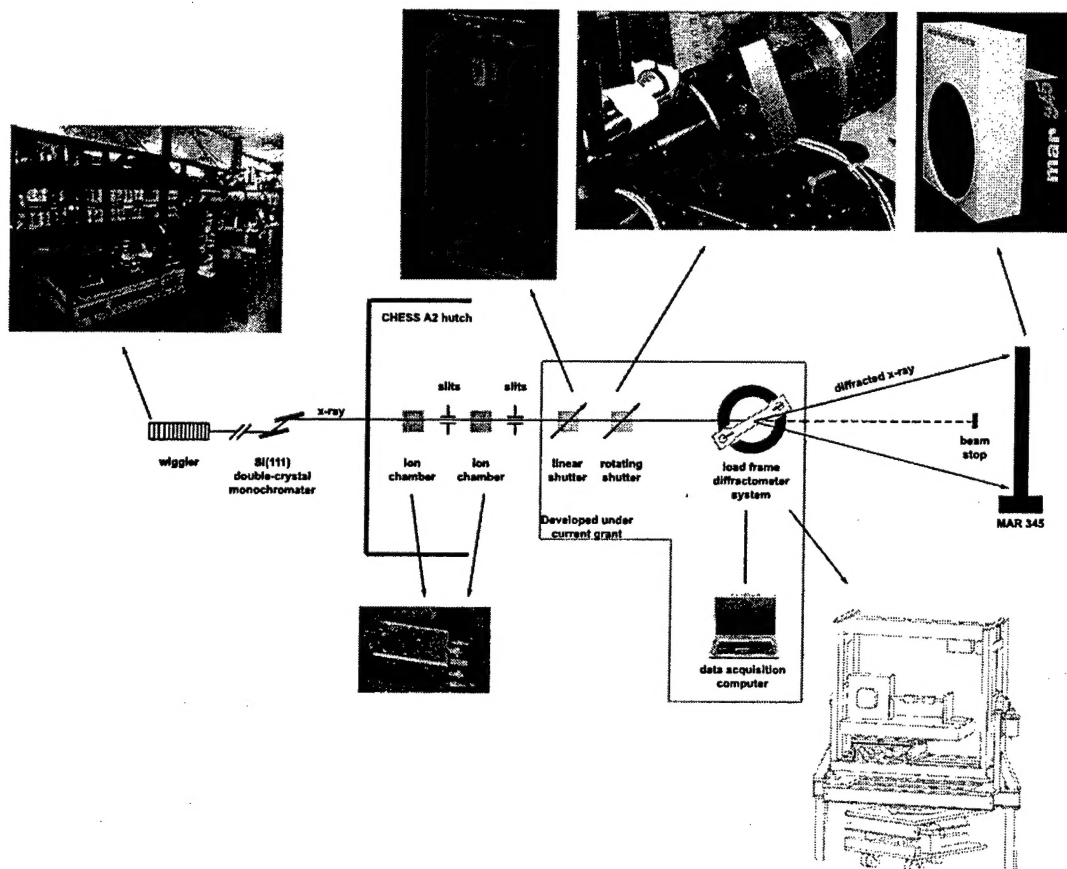 mar 345
CHESS A2 hutch
slits
slits
diffracted x-ray
x-ray
wiggler
Si(111)
double-crystal
monochromater
ion
chamber
ion
chamber
linear
shutter
rotating
shutter
load frame
diffractometer
system
beam
stop
MAR 345
Developed under
current grant
data acquisition
computer